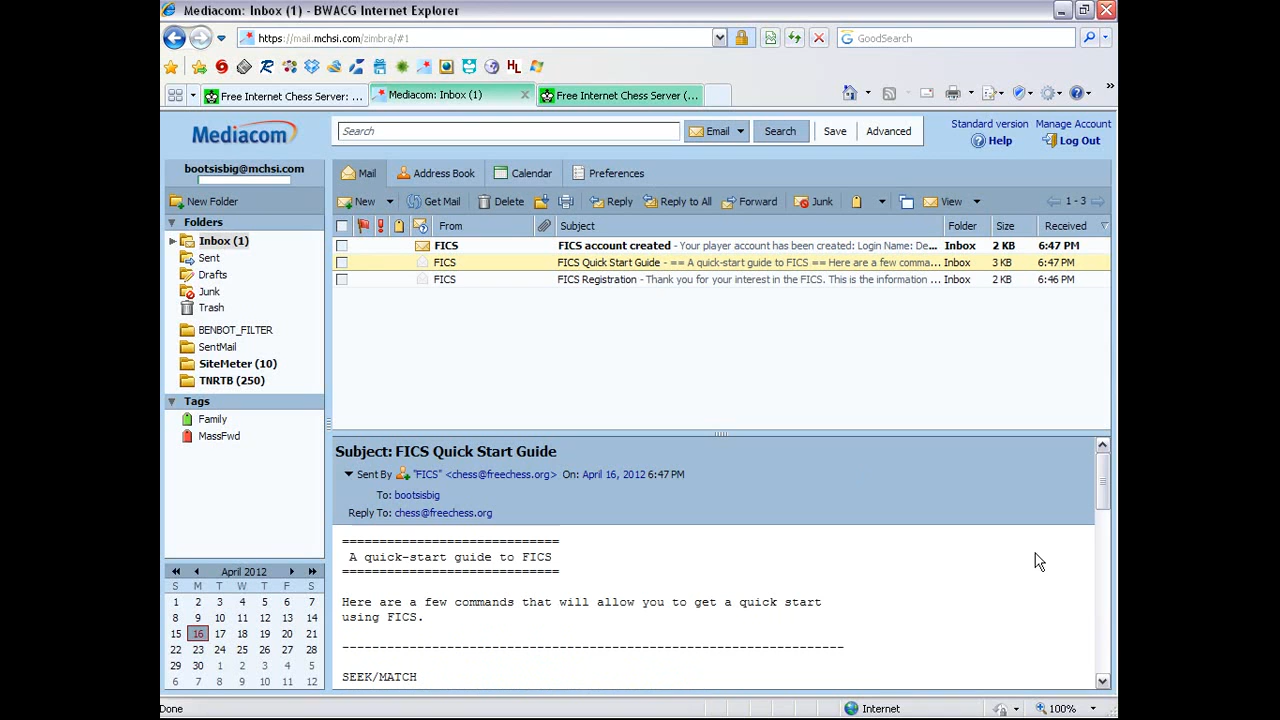 Mediacom: Inbox (1) - BWACG Internet Explorer
https://mail.mchsi.com/zimbra/#1
GoodSearch
Free Internet Chess Server: ...
Mediacom: Inbox (1)
Free Internet Chess Server (...
Mediacom
Search
Email
Search
Save
Advanced
Standard version
Manage Account
Help
Log Out
bootsisbig@mchsi.com
Mail
Address Book
Calendar
Preferences
New Folder
New
Get Mail
Delete
Reply
Reply to All
Forward
Junk
View
1 - 3
Folders
Inbox (1)
Sent
Drafts
Junk
Trash
BENBOT_FILTER
SentMail
SiteMeter (10)
TNRTB (250)
Tags
Family
MassFwd
From Subject Folder Size Received
FICS FICS account created - Your player account has been created: Login Name: De... Inbox 2 KB 6:47 PM
FICS FICS Quick Start Guide - == A quick-start guide to FICS == Here are a few comma... Inbox 3 KB 6:47 PM
FICS FICS Registration - Thank you for your interest in the FICS. This is the information ... Inbox 2 KB 6:46 PM
Subject: FICS Quick Start Guide
Sent By "FICS" <chess@freechess.org> On: April 16, 2012 6:47 PM
To: bootsisbig
Reply To: chess@freechess.org
=============================
A quick-start guide to FICS
=============================
Here are a few commands that will allow you to get a quick start
using FICS.
-------------------------------------------------------------------
SEEK/MATCH
April 2012
S M T W T F S
1 2 3 4 5 6 7
8 9 10 11 12 13 14
15 16 17 18 19 20 21
22 23 24 25 26 27 28
29 30 1 2 3 4 5
6 7 8 9 10 11 12
Done
Internet
100%